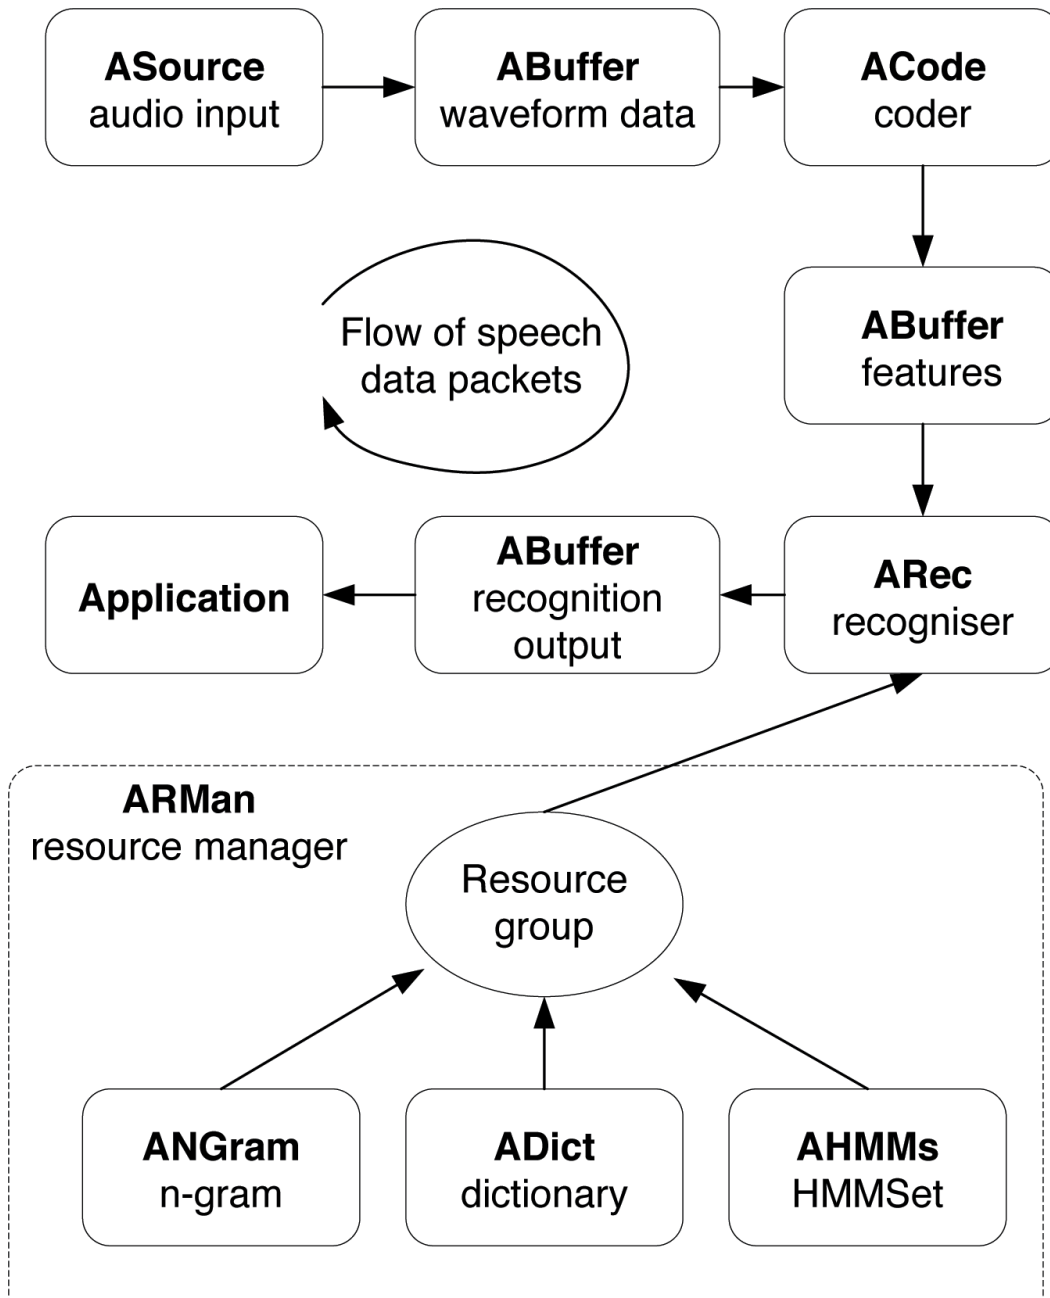 ASource
audio input
ABuffer
waveform data
ACode
coder
Flow of speech
data packets
ABuffer
features
Application
ABuffer
recognition
output
ARec
recogniser
ARMan
resource manager
Resource
group
ANGram
n-gram
ADict
dictionary
AHMMs
HMMSet